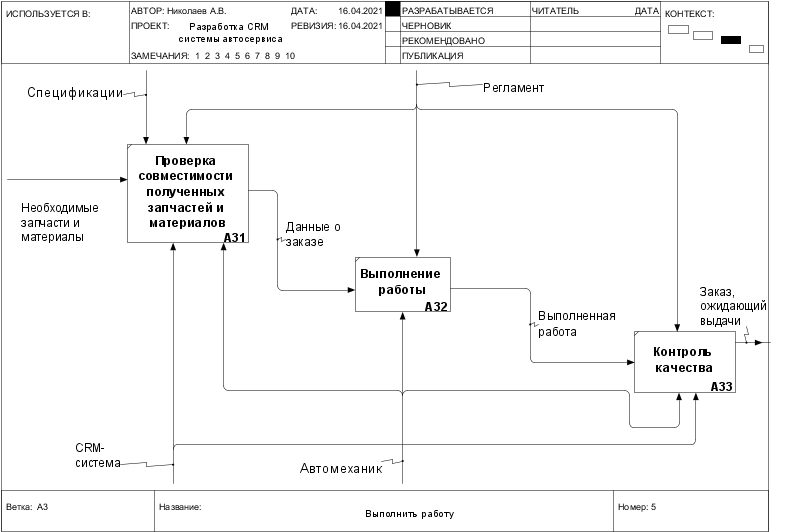 ИСПОЛЬЗУЕТСЯ В:
АВТОР: Николаев А.В.
ДАТА: 16.04.2021
ПРОЕКТ: Разработка CRM
системы автосервиса
РЕВИЗИЯ: 16.04.2021
ЗАМЕЧАНИЯ: 1 2 3 4 5 6 7 8 9 10
РАЗРАБАТЫВАЕТСЯ
ЧЕРНОВИК
РЕКОМЕНДОВАНО
ПУБЛИКАЦИЯ
ЧИТАТЕЛЬ
ДАТА
КОНТЕКСТ:
Спецификации
Регламент
Проверка
совместимости
полученных
запчастей и
материалов
A31
Необходимые
запчасти и
материалы
Данные о
заказе
Выполнение
работы
A32
Выполненная
работа
Заказ,
ожидающий
выдачи
Контроль
качества
A33
CRM-
система
Автомеханик
Ветка: A3
Название:
Выполнить работу
Номер: 5